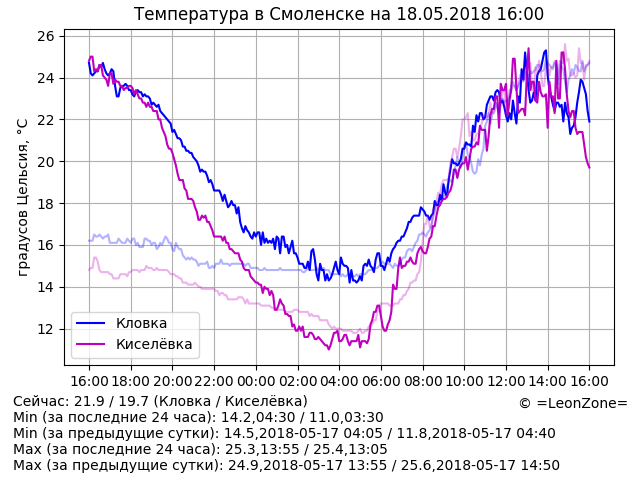 Температура в Смоленске на 18.05.2018 16:00
26
24
22
20
18
16
14
12
градусов Цельсия, °C
Кловка
Киселёвка
16:00 18:00 20:00 22:00 00:00 02:00 04:00 06:00 08:00 10:00 12:00 14:00 16:00
Сейчас: 21.9 / 19.7 (Кловка / Киселёвка)
© =LeonZone=
Min (за последние 24 часа): 14.2,04:30 / 11.0,03:30
Min (за предыдущие сутки): 14.5,2018-05-17 04:05 / 11.8,2018-05-17 04:40
Max (за последние 24 часа): 25.3,13:55 / 25.4,13:05
Max (за предыдущие сутки): 24.9,2018-05-17 13:55 / 25.6,2018-05-17 14:50